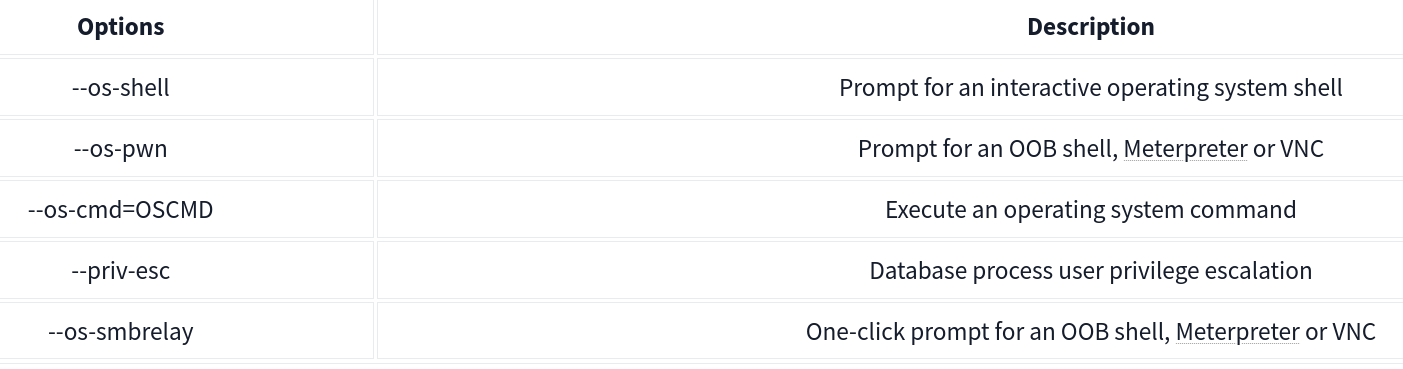 Options Description
--os-shell Prompt for an interactive operating system shell
--os-pwn Prompt for an OOB shell, Meterpreter or VNC
--os-cmd=OSCMD Execute an operating system command
--priv-esc Database process user privilege escalation
--os-smbrelay One-click prompt for an OOB shell, Meterpreter or VNC